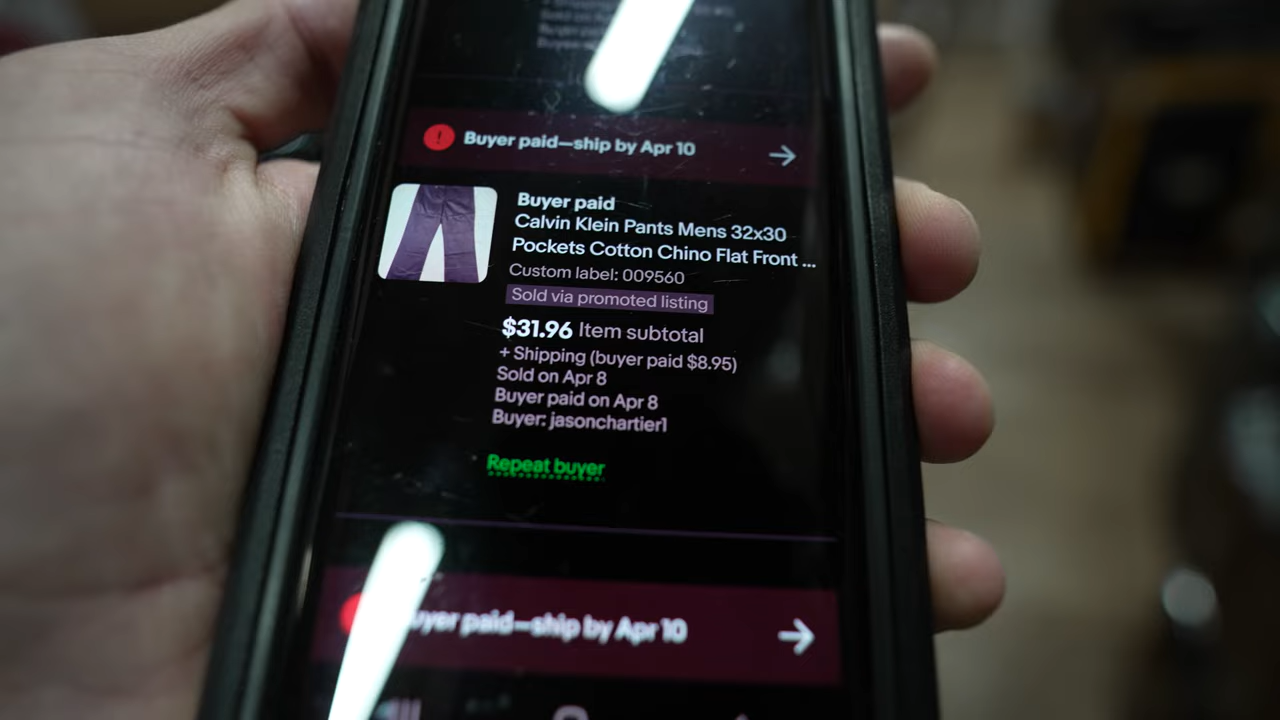 Buyer paid—ship by Apr 10
Buyer paid
Calvin Klein Pants Mens 32x30
Pockets Cotton Chino Flat Front ...
Custom label: 009560
Sold via promoted listing
$31.96 Item subtotal
+ Shipping (buyer paid $8.95)
Sold on Apr 8
Buyer paid on Apr 8
Buyer: jasonchartier1
Repeat buyer
paid—ship by Apr 10